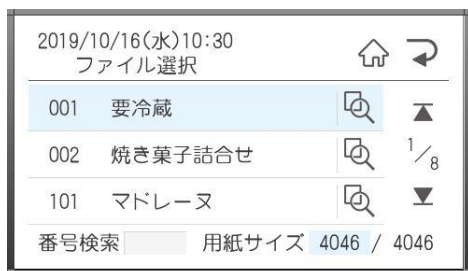 2019/10/16(水)10:30
ファイル選択
001 要冷蔵
002 焼き菓子詰合せ 1/8
101 マドレーヌ
番号検索 用紙サイズ 4046 / 4046